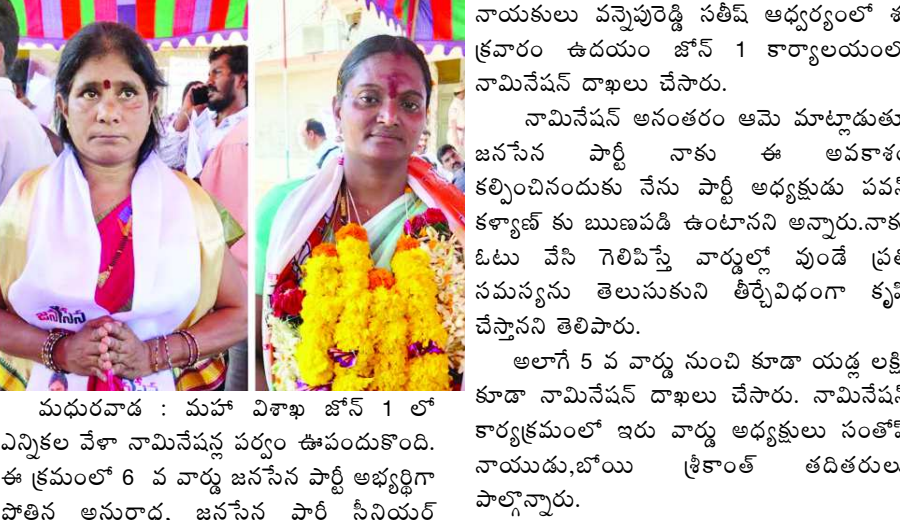 జనసేన
మధురవాడ : మహా విశాఖ జోన్ 1 లో
ఎన్నికల వేళా నామినేషన్ల పర్వం ఊపందుకొంది.
ఈ క్రమంలో 6 వ వార్డు జనసేన పార్టీ అభ్యర్థిగా
పోతిన అనురాధ, జనసేన పార్టీ సీనియర్
నాయకులు వన్నెపురెడ్డి సతీష్ ఆధ్వర్యంలో శు
క్రవారం ఉదయం జోన్ 1 కార్యాలయంలో
నామినేషన్ దాఖలు చేసారు.
నామినేషన్ అనంతరం ఆమె మాట్లాడుతు
జనసేన పార్టీ నాకు ఈ అవకాశం
కల్పించినందుకు నేను పార్టీ అధ్యక్షుడు పవన్
కళ్యాణ్ కు ఋణపడి ఉంటానని అన్నారు.నాకు
ఓటు వేసి గెలిపిస్తే వార్డుల్లో వుండే ప్రతి
సమస్యను తెలుసుకుని తీర్చేవిధంగా కృషి
చేస్తానని తెలిపారు.
అలాగే 5 వ వార్డు నుంచి కూడా యడ్ల లక్ష్మి
కూడా నామినేషన్ దాఖలు చేసారు. నామినేషన్
కార్యక్రమంలో ఇరు వార్డు అధ్యక్షులు సంతోష్
నాయుడు,బోయి శ్రీకాంత్ తదితరులు
పాల్గొన్నారు.